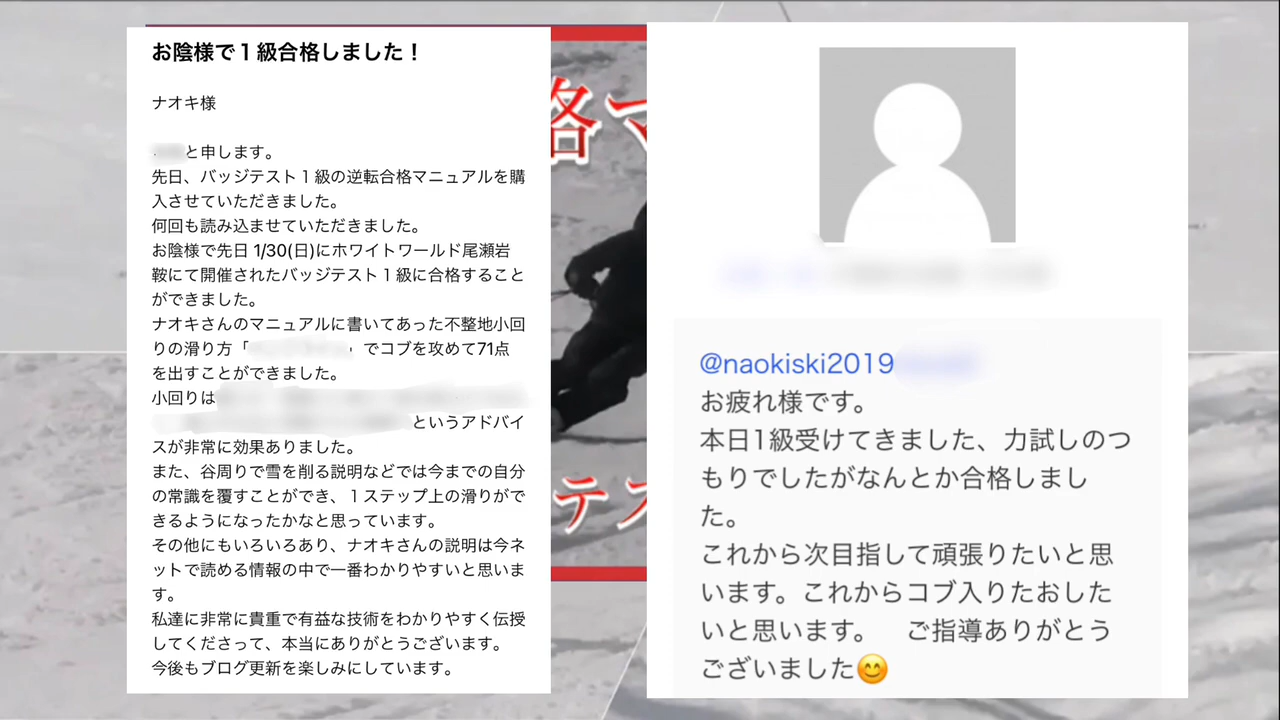 お陰様で１級合格しました！
ナオキ様
と申します。
先日、バッジテスト１級の逆転合格マニュアルを購
入させていただきました。
何回も読み込ませていただきました。
お陰様で先日 1/30(日)にホワイトワールド尾瀬岩
鞍にて開催されたバッジテスト１級に合格すること
ができました。
ナオキさんのマニュアルに書いてあった不整地小回
りの滑り方「 」でコブを攻めて71点
を出すことができました。
小回りは
というアドバイ
スが非常に効果ありました。
また、谷周りで雪を削る説明などでは今までの自分
の常識を覆すことができ、１ステップ上の滑りがで
きるようになったかなと思っています。
その他にもいろいろあり、ナオキさんの説明は今ネ
ットで読める情報の中で一番わかりやすいと思いま
す。
私達に非常に貴重で有益な技術をわかりやすく伝授
してくださって、本当にありがとうございます。
今後もブログ更新を楽しみにしています。
格マ
テス
@naokiski2019
お疲れ様です。
本日1級受けてきました、力試しのつ
もりでしたがなんとか合格しまし
た。
これから次目指して頑張りたいと思
います。これからコブ入りたおした
いと思います。　ご指導ありがとう
ございました😊